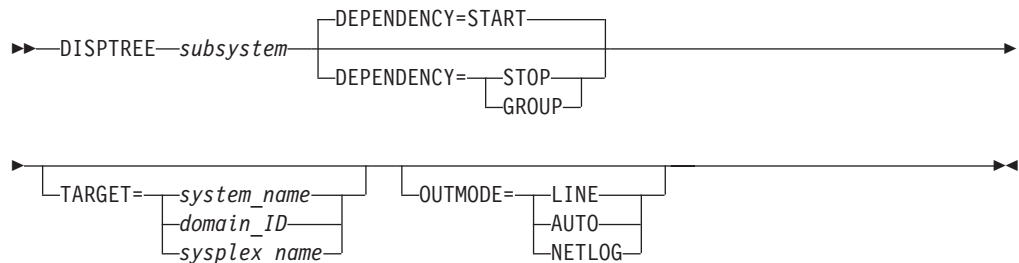 DEPENDENCY=START
DISPTREE subsystem
DEPENDENCY= STOP
GROUP
TARGET= system_name OUTMODE= LINE
domain_ID AUTO
sysplex name NETLOG